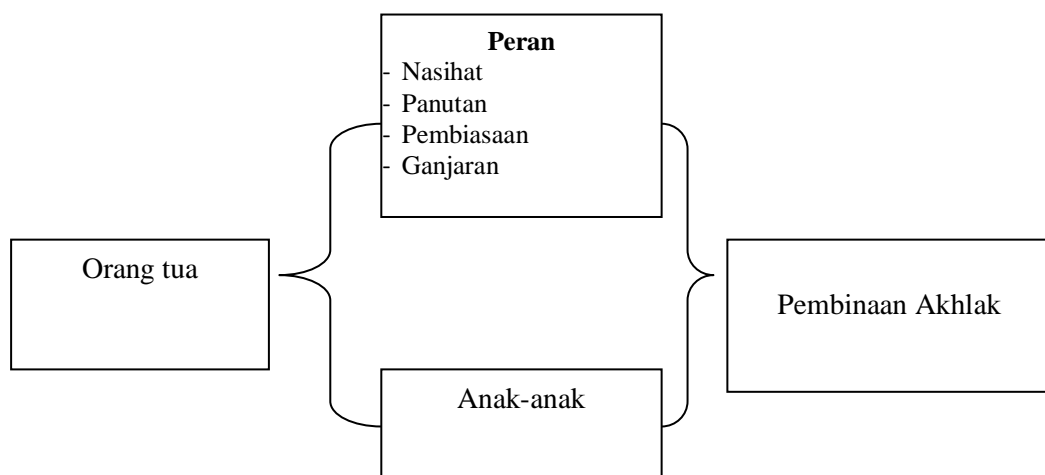 Peran
- Nasihat
- Panutan
- Pembiasaan
- Ganjaran
Orang tua
Pembinaan Akhlak
Anak-anak